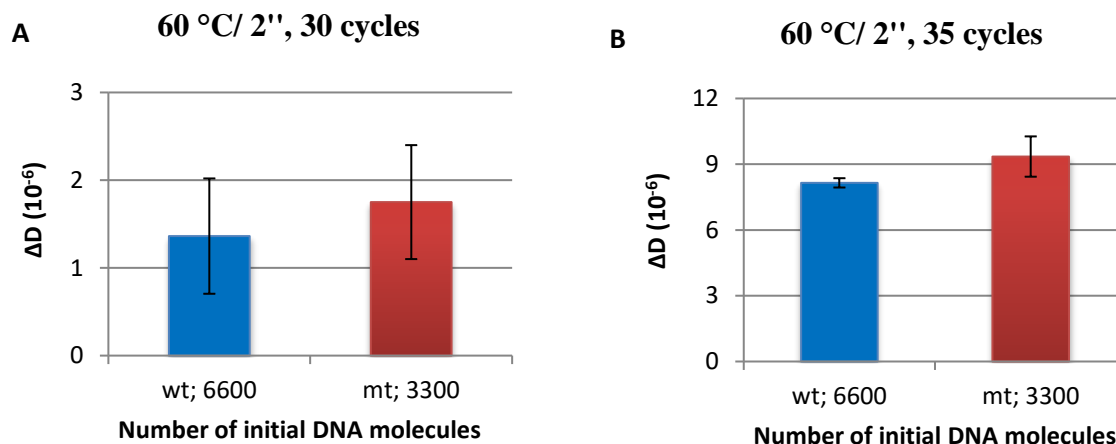 A
60 °C/ 2'', 30 cycles
3
2
1
0
ΔD (10⁻⁶)
wt; 6600
mt; 3300
Number of initial DNA molecules
B
60 °C/ 2'', 35 cycles
12
9
6
3
0
ΔD (10⁻⁶)
wt; 6600
mt; 3300
Number of initial DNA molecules